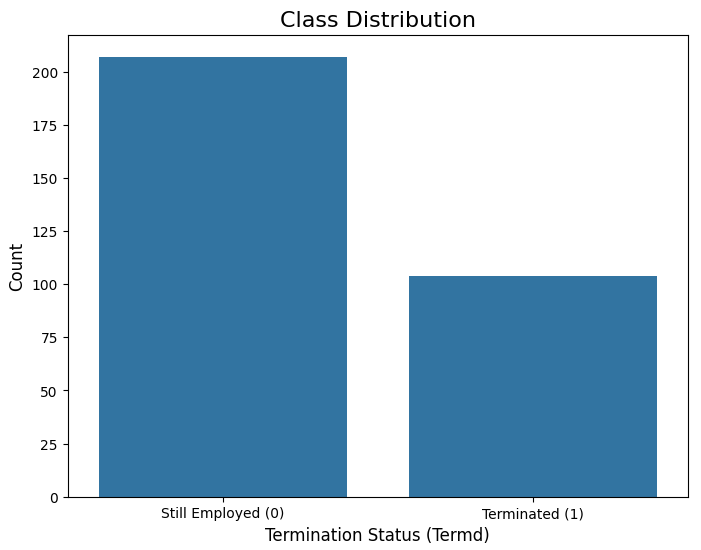 Class Distribution
200
175
150
125
100
75
50
25
0
Count
Still Employed (0)
Terminated (1)
Termination Status (Termd)